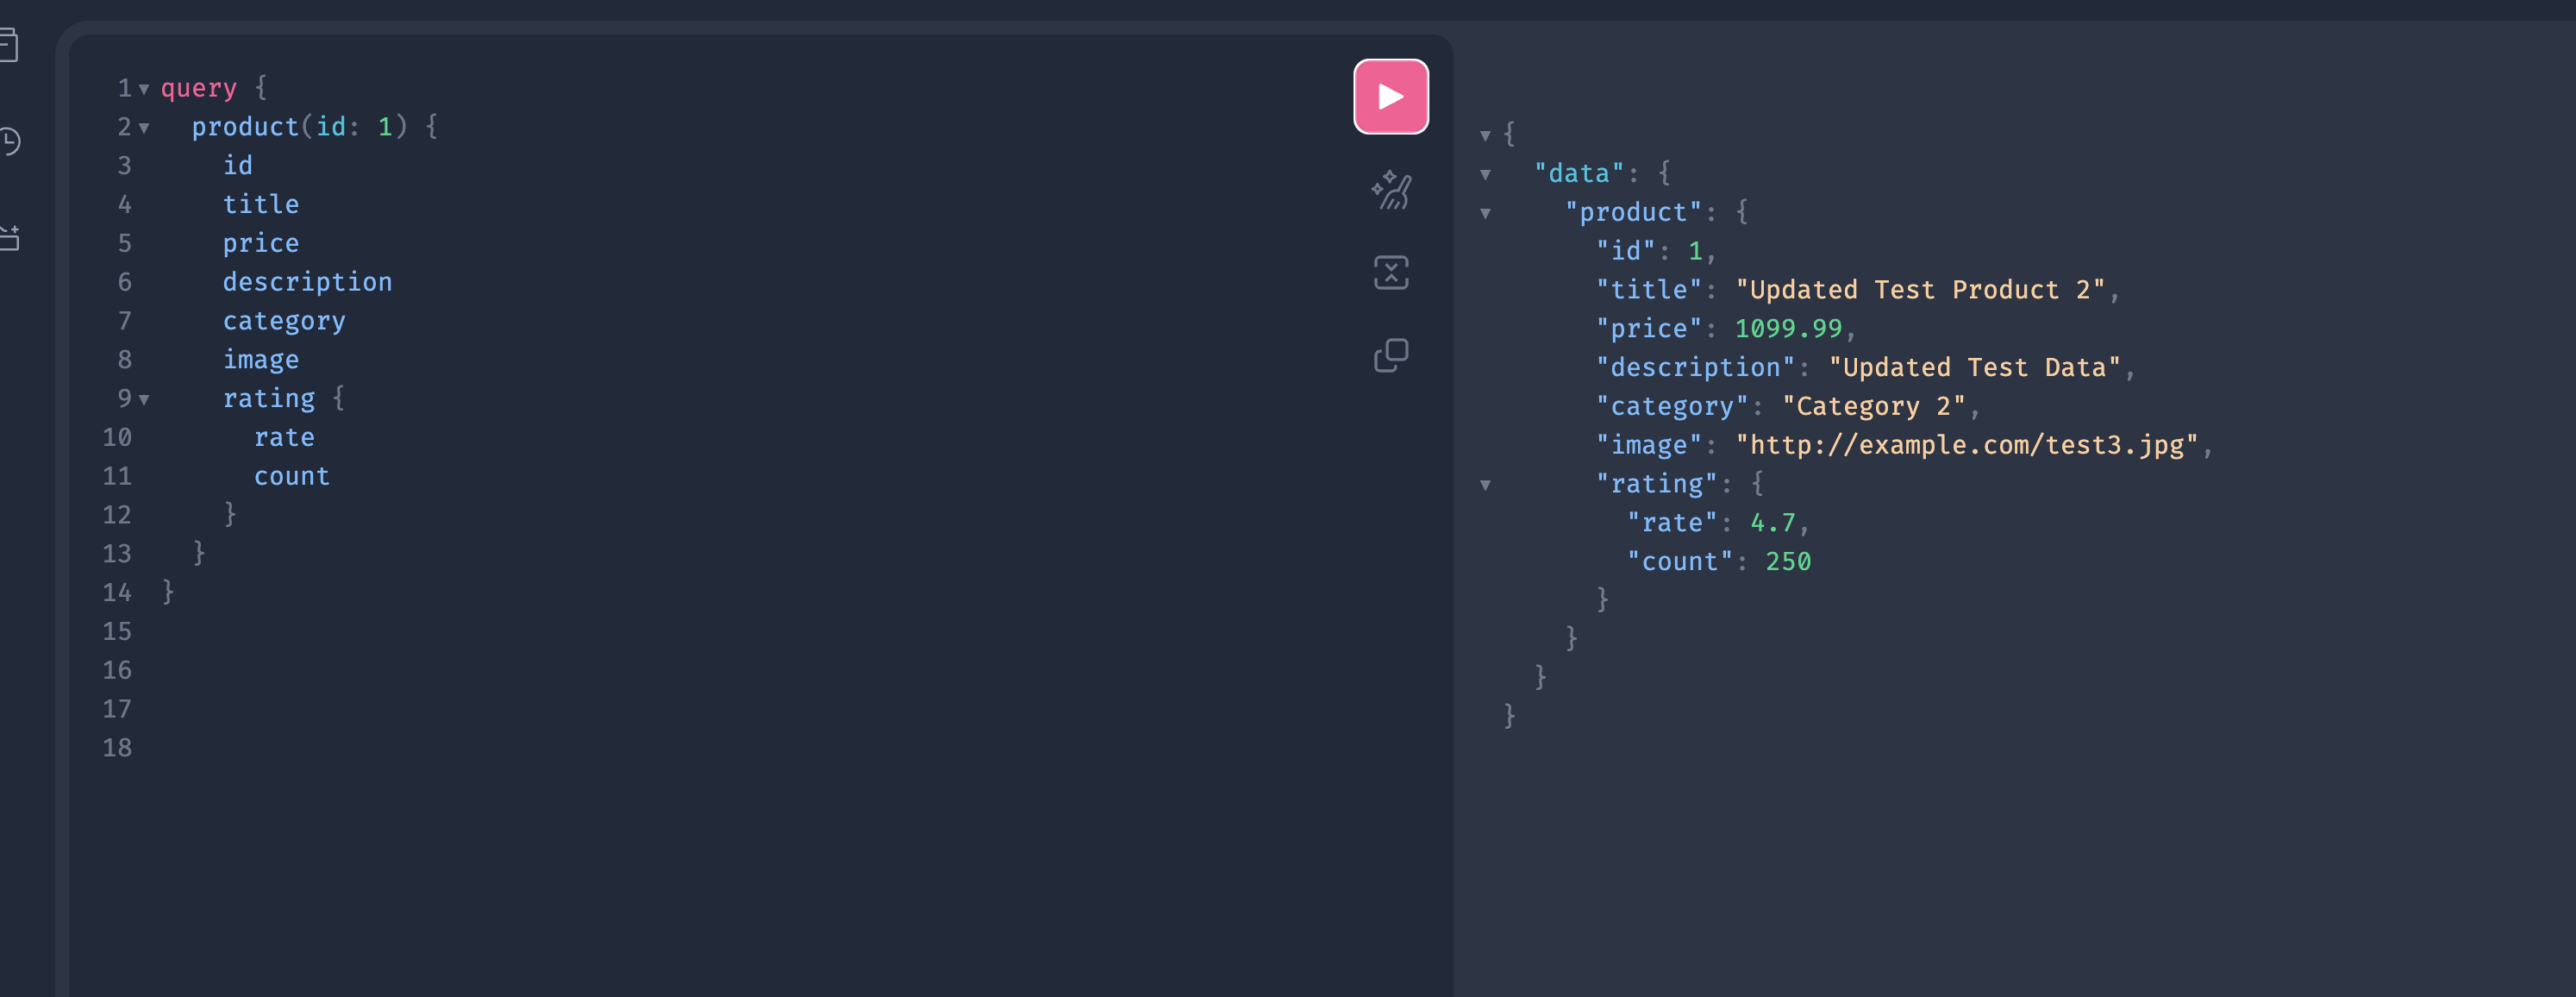 1 query {
2 product(id: 1) {
3 id
4 title
5 price
6 description
7 category
8 image
9 rating {
10 rate
11 count
12 }
13 }
14 }
15
16
17
18
{
"data": {
"product": {
"id": 1,
"title": "Updated Test Product 2",
"price": 1099.99,
"description": "Updated Test Data",
"category": "Category 2",
"image": "http://example.com/test3.jpg",
"rating": {
"rate": 4.7,
"count": 250
}
}
}
}